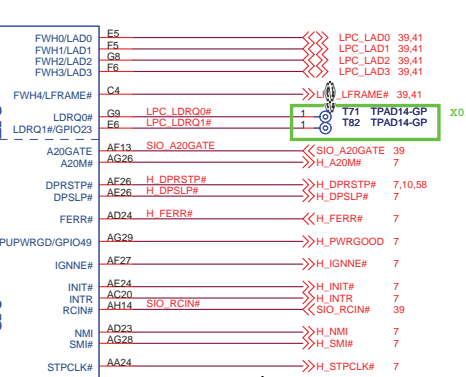 FWH0/LAD0 E5 LPC_LAD0 39,41
FWH1/LAD1 F5 LPC_LAD1 39,41
FWH2/LAD2 G8 LPC_LAD2 39,41
FWH3/LAD3 F6 LPC_LAD3 39,41
FWH4/LFRAME# C4 _LFRAME# 39,41
LDRQ0# G9 LPC_LDRQ0# 1 T71 TPAD14-GP X0
LDRQ1#/GPIO23 E6 LPC_LDRQ1# 1 T82 TPAD14-GP
A20GATE AF13 SIO_A20GATE SIO_A20GATE 39
A20M# AG26 H_A20M# 7
DPRSTP# AF26 H_DPRSTP# H_DPRSTP# 7,10,58
DPSLP# AE26 H_DPSLP# H_DPSLP# 7
FERR# AD24 H_FERR# H_FERR# 7
PUPWRGD/GPIO49 AG29 H_PWRGOOD 7
IGNNE# AF27 H_IGNNE# 7
INIT# AE24 H_INIT# 7
INTR AC20 H_INTR 7
RCIN# AH14 SIO_RCIN# SIO_RCIN# 39
NMI AD23 H_NMI 7
SMI# AG28 H_SMI# 7
STPCLK# AA24 H_STPCLK# 7